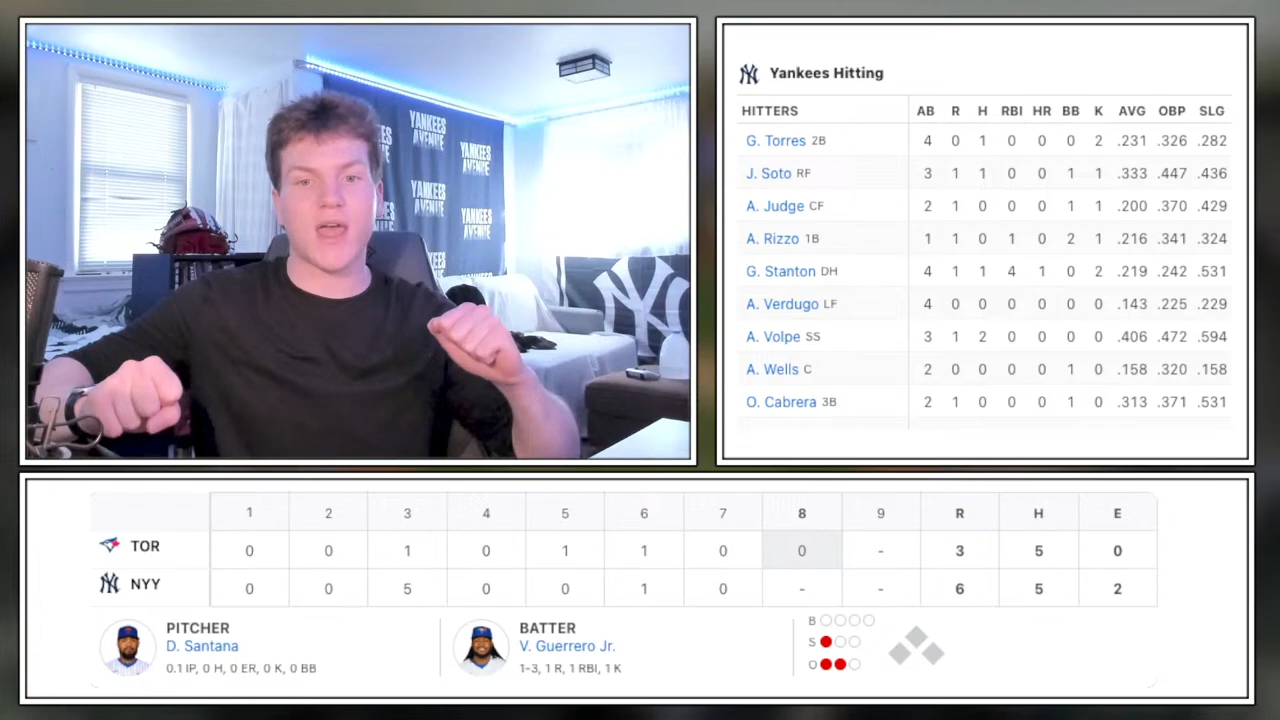 YANKEES
AVENUE
YANKEES
AVENUE
YANKEES
AVENUE
YANKEES
AVENUE
Yankees Hitting
HITTERS AB R H RBI HR BB K AVG OBP SLG
G. Torres 2B 4 0 1 0 0 0 2 .231 .326 .282
J. Soto RF 3 1 1 0 0 1 1 .333 .447 .436
A. Judge CF 2 1 0 0 0 1 1 .200 .370 .429
A. Rizzo 1B 1 1 0 1 0 2 1 .216 .341 .324
G. Stanton DH 4 1 1 4 1 0 2 .219 .242 .531
A. Verdugo LF 4 0 0 0 0 0 0 .143 .225 .229
A. Volpe SS 3 1 2 0 0 0 0 .406 .472 .594
A. Wells C 2 0 0 0 0 1 0 .158 .320 .158
O. Cabrera 3B 2 1 0 0 0 1 0 .313 .371 .531
1 2 3 4 5 6 7 8 9 R H E
TOR 0 0 1 0 1 1 0 0 - 3 5 0
NYY 0 0 5 0 0 1 0 - - 6 5 2
PITCHER
D. Santana
0.1 IP, 0 H, 0 ER, 0 K, 0 BB
BATTER
V. Guerrero Jr.
1-3, 1 R, 1 RBI, 1 K
B
S
O